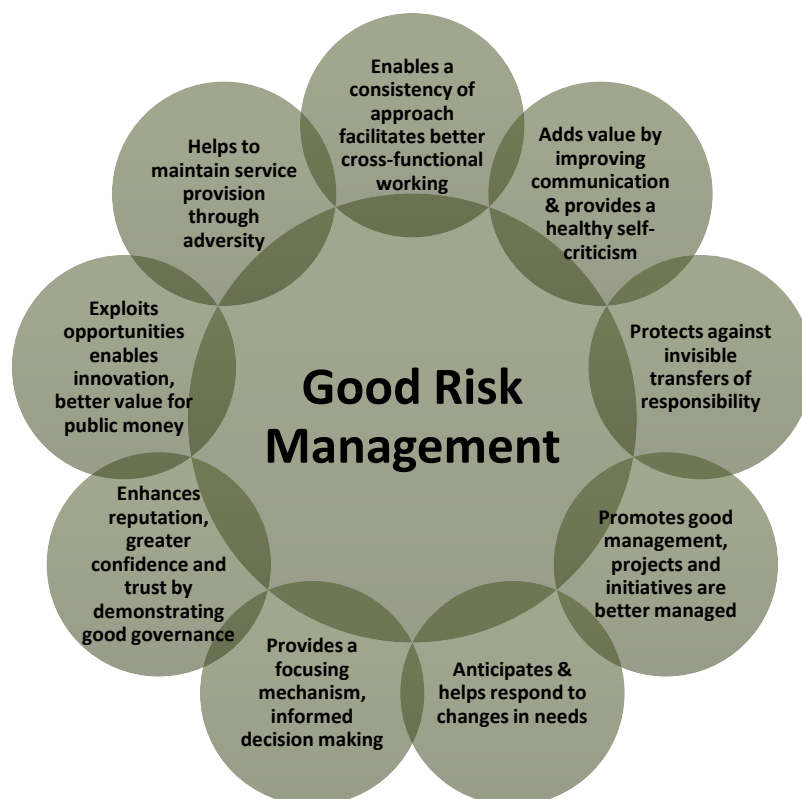 Enables a
consistency of
approach
facilitates better
cross-functional
working
Adds value by
improving
communication
& provides a
healthy self-
criticism
Protects against
invisible
transfers of
responsibility
Promotes good
management,
projects and
initiatives are
better managed
Anticipates &
helps respond to
changes in needs
Provides a
focusing
mechanism,
informed
decision making
Enhances
reputation,
greater
confidence and
trust by
demonstrating
good governance
Exploits
opportunities
enables
innovation,
better value for
public money
Helps to
maintain service
provision
through
adversity
Good Risk
Management